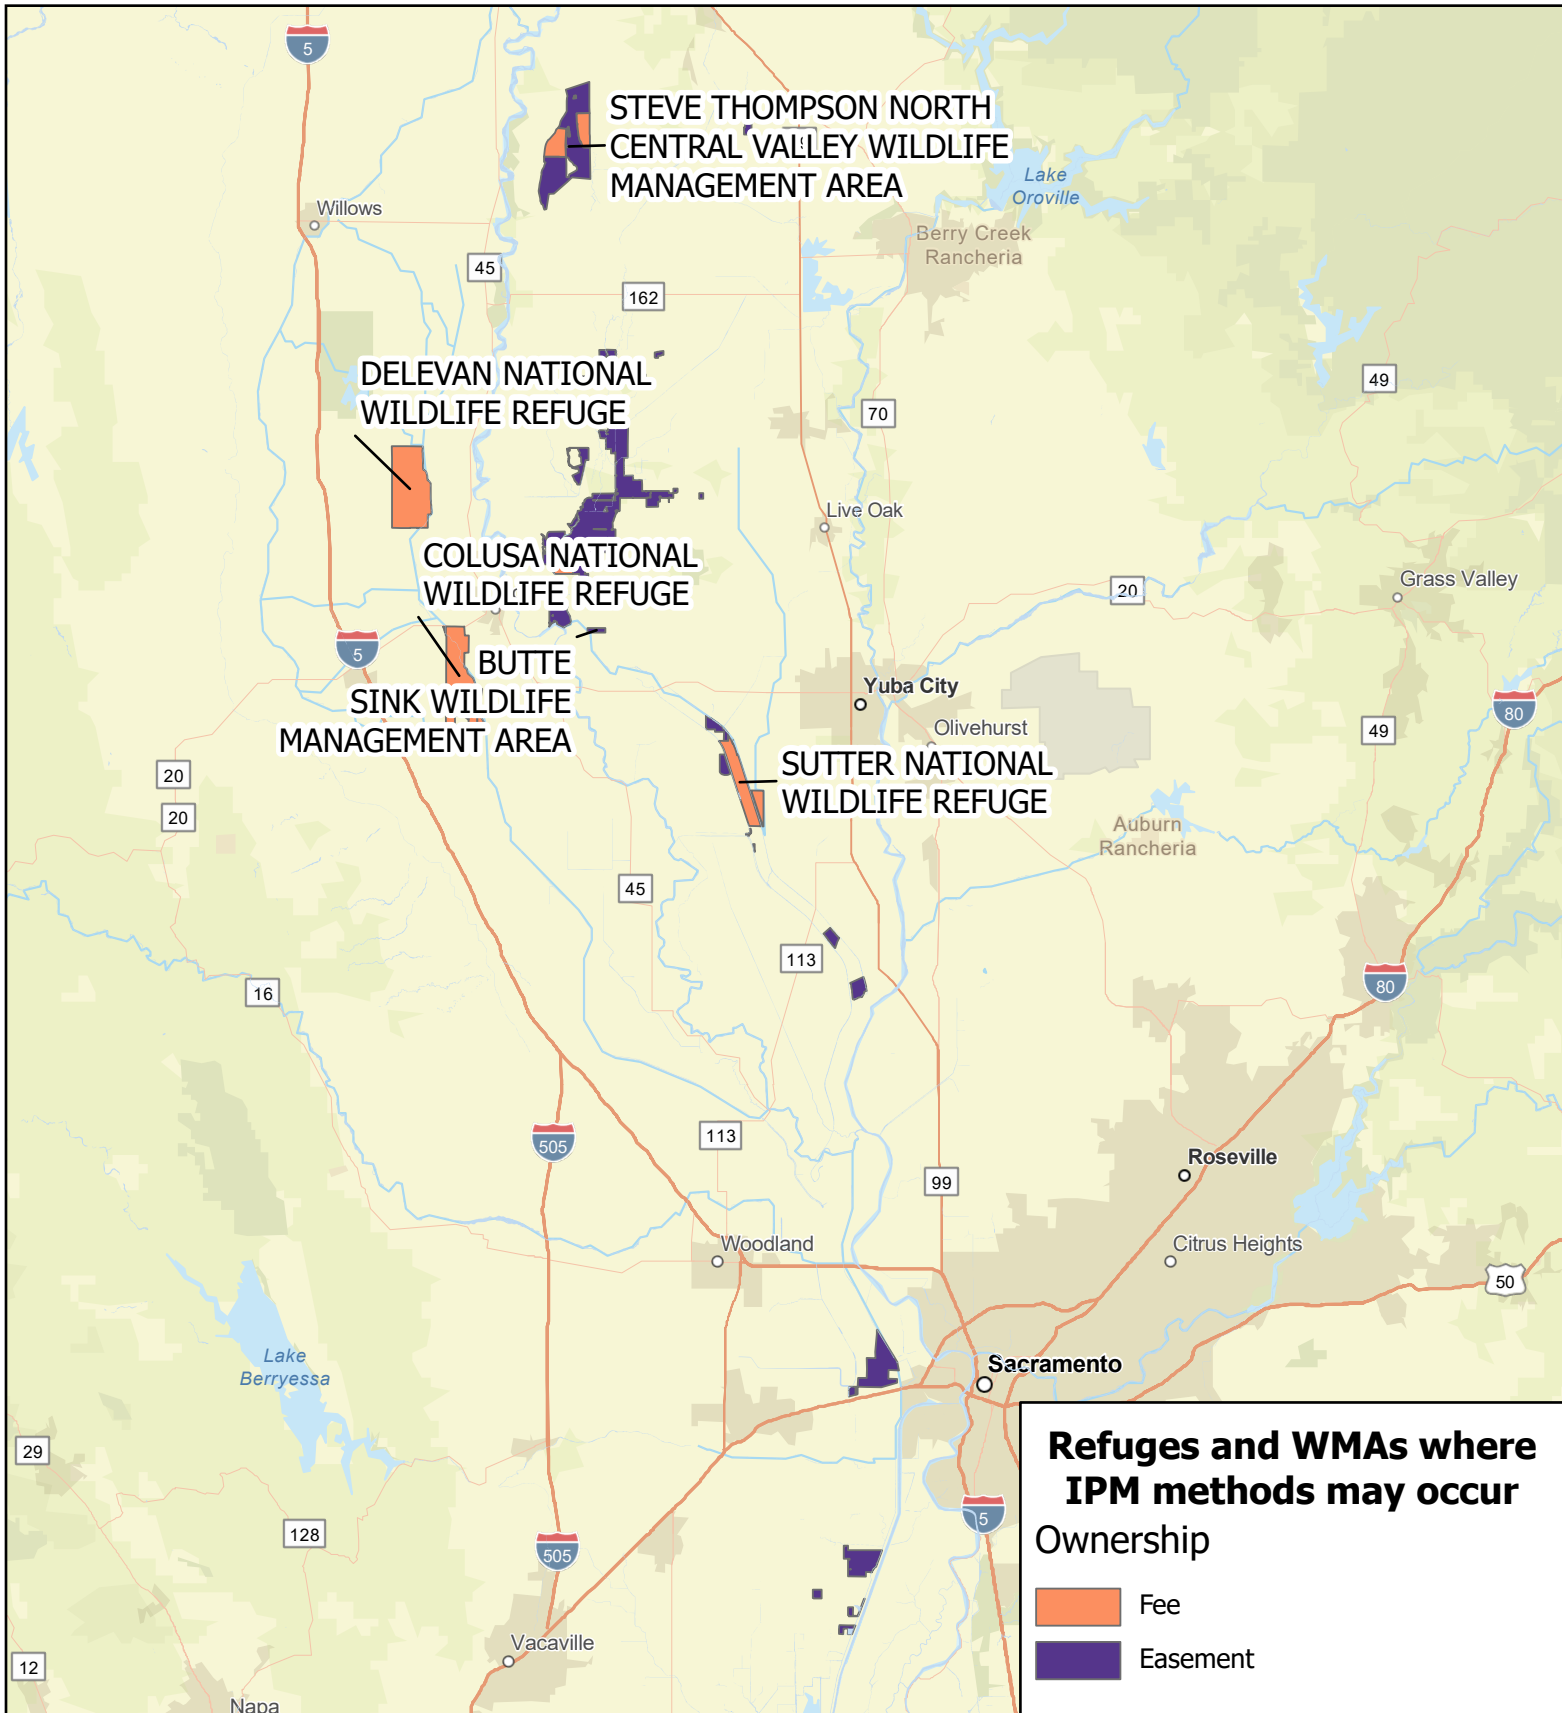 5
STEVE THOMPSON NORTH
CENTRAL VALLEY WILDLIFE
MANAGEMENT AREA
Lake
Oroville
Willows
Berry Creek
Rancheria
45
162
DELEVAN NATIONAL
WILDLIFE REFUGE
49
70
Live Oak
COLUSA NATIONAL
WILDLIFE REFUGE
20
Grass Valley
5
BUTTE
SINK WILDLIFE
MANAGEMENT AREA
Yuba City
Olivehurst
80
49
SUTTER NATIONAL
WILDLIFE REFUGE
20
20
Auburn
Rancheria
45
113
16
80
505
113
Roseville
99
Woodland
Citrus Heights
50
Lake
Berryessa
Sacramento
29
128
505
5
Vacaville
12
Napa
Refuges and WMAs where
IPM methods may occur
Ownership
Fee
Easement